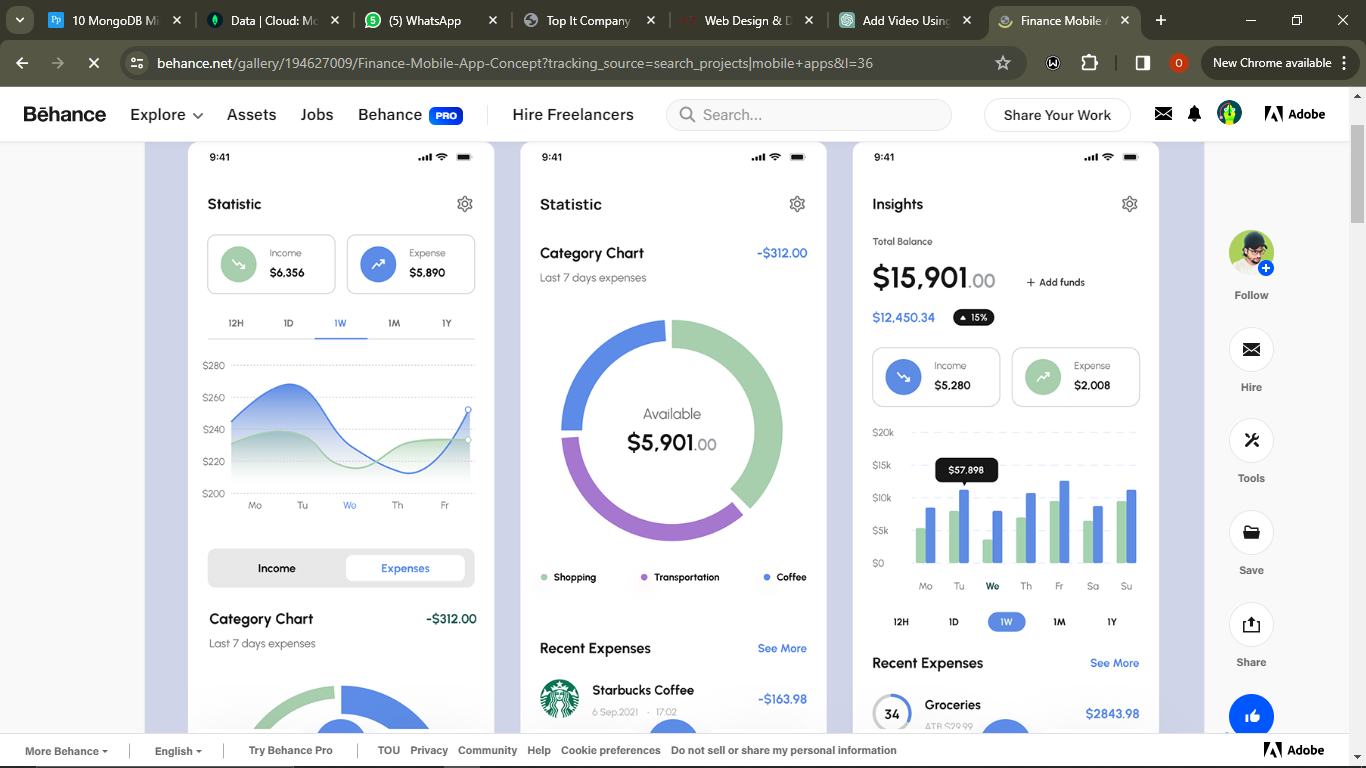 10 MongoDB Mi
Data | Cloud: Mo
(5) WhatsApp
Top It Company
Web Design & D
Add Video Using
Finance Mobile A
behance.net/gallery/194627009/Finance-Mobile-App-Concept?tracking_source=search_projects|mobile+apps&l=36
O
New Chrome available
Bēhance
Explore
Assets
Jobs
Behance PRO
Hire Freelancers
Search...
Share Your Work
Adobe
9:41
Statistic
Income
$6,356
Expense
$5,890
12H 1D 1W 1M 1Y
$280
$260
$240
$220
$200
Mo Tu We Th Fr
Income Expenses
Category Chart -$312.00
Last 7 days expenses
9:41
Statistic
Category Chart -$312.00
Last 7 days expenses
Available
$5,901.00
Shopping Transportation Coffee
Recent Expenses See More
Starbucks Coffee -$163.98
6 Sep.2021 - 17:02
9:41
Insights
Total Balance
$15,901.00 + Add funds
$12,450.34 15%
Income
$5,280
Expense
$2,008
$20k
$15k
$57.898
$10k
$5k
$0
Mo Tu We Th Fr Sa Su
12H 1D 1W 1M 1Y
Recent Expenses See More
34 Groceries $2843.98
ATB $29.99
Follow
Hire
Tools
Save
Share
More Behance
English
Try Behance Pro
TOU Privacy Community Help Cookie preferences Do not sell or share my personal information
Adobe